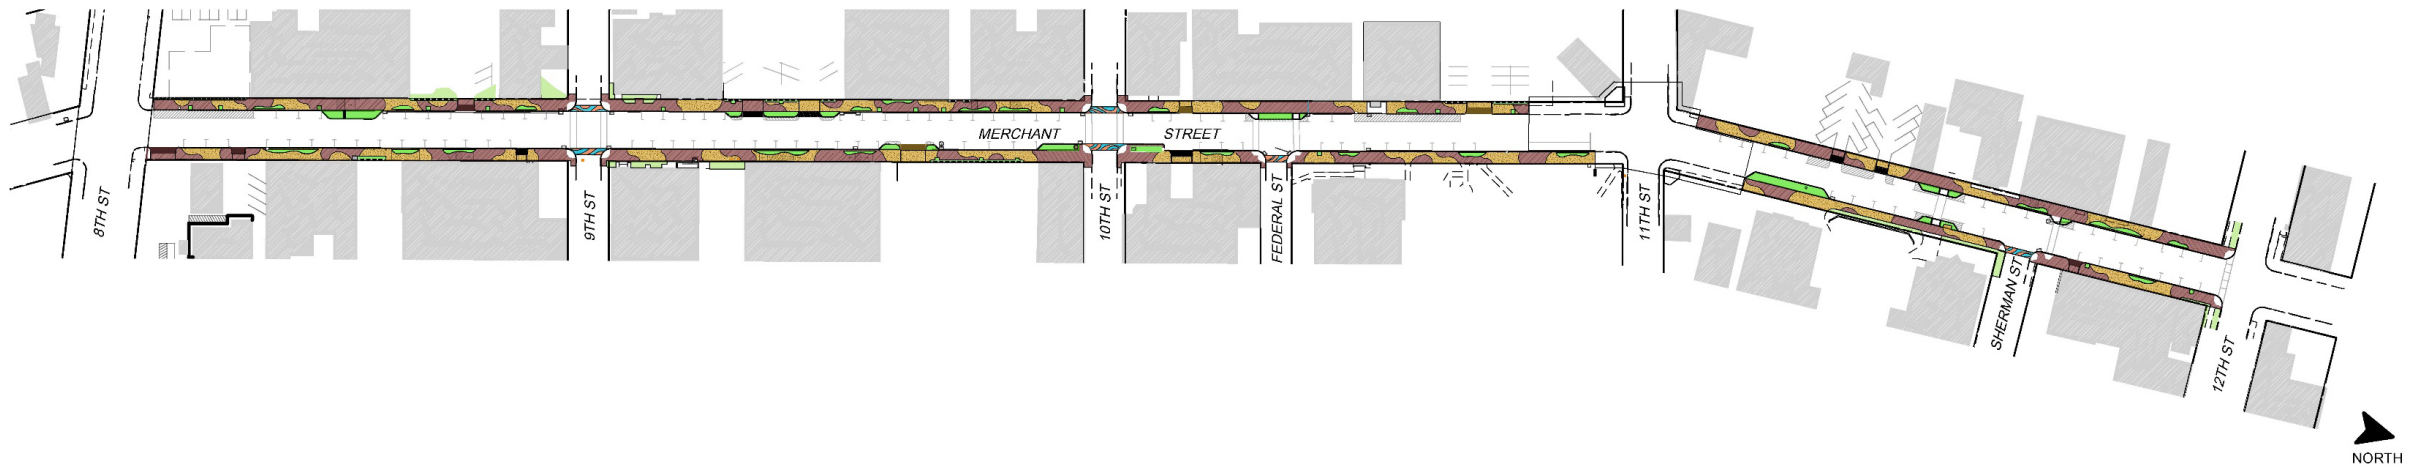 MERCHANT STREET
8TH ST
9TH ST
10TH ST
FEDERAL ST
11TH ST
SHERMAN ST
12TH ST
NORTH